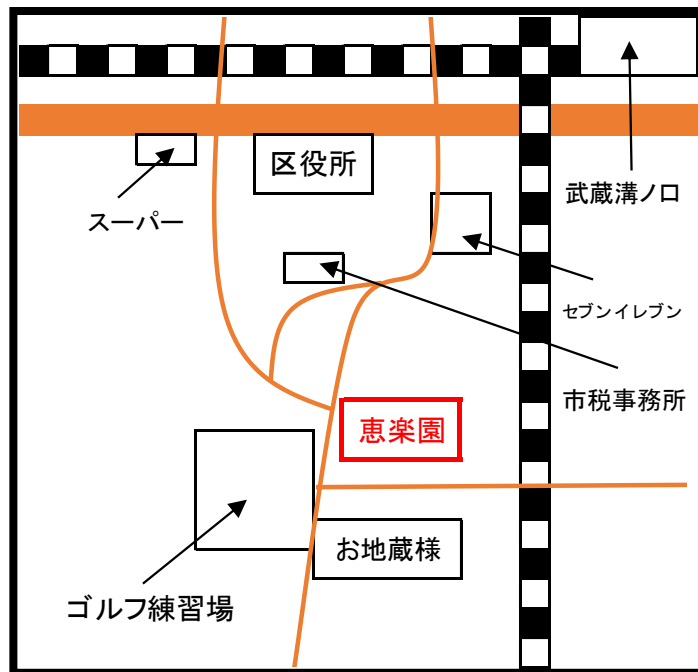 区役所
武蔵溝ノ口
スーパー
セブンイレブン
市税事務所
恵楽園
お地蔵様
ゴルフ練習場